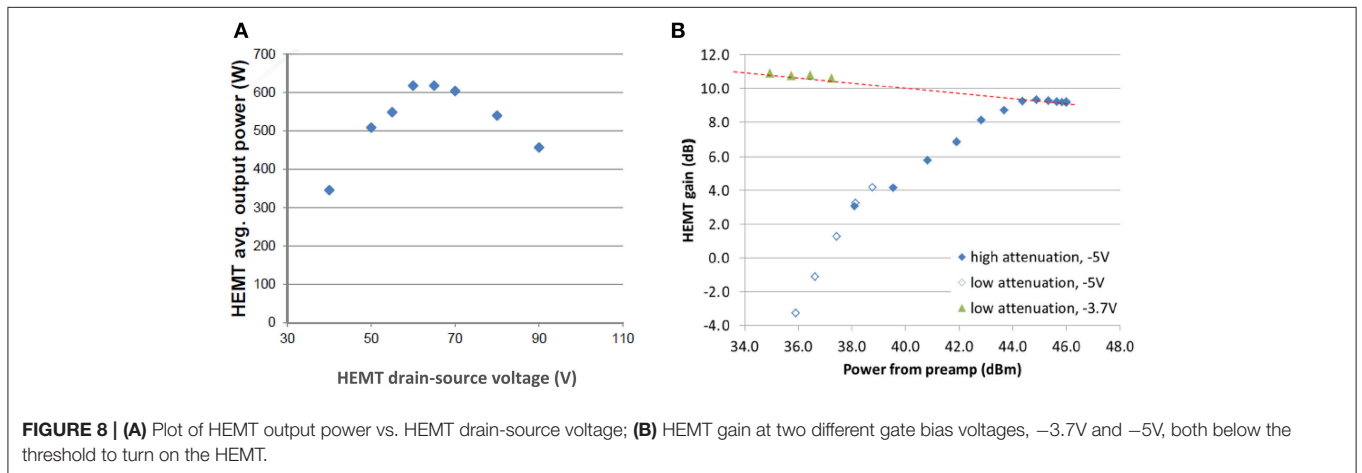 A
HEMT avg. output power (W)
700
600
500
400
300
200
100
0
30
50
70
90
110
HEMT drain-source voltage (V)
B
HEMT gain (dB)
12.0
10.0
8.0
6.0
4.0
2.0
0.0
-2.0
-4.0
high attenuation, -5V
low attenuation, -5V
low attenuation, -3.7V
34.0
36.0
38.0
40.0
42.0
44.0
46.0
48.0
Power from preamp (dBm)
FIGURE 8 | (A) Plot of HEMT output power vs. HEMT drain-source voltage; (B) HEMT gain at two different gate bias voltages, −3.7V and −5V, both below the
threshold to turn on the HEMT.